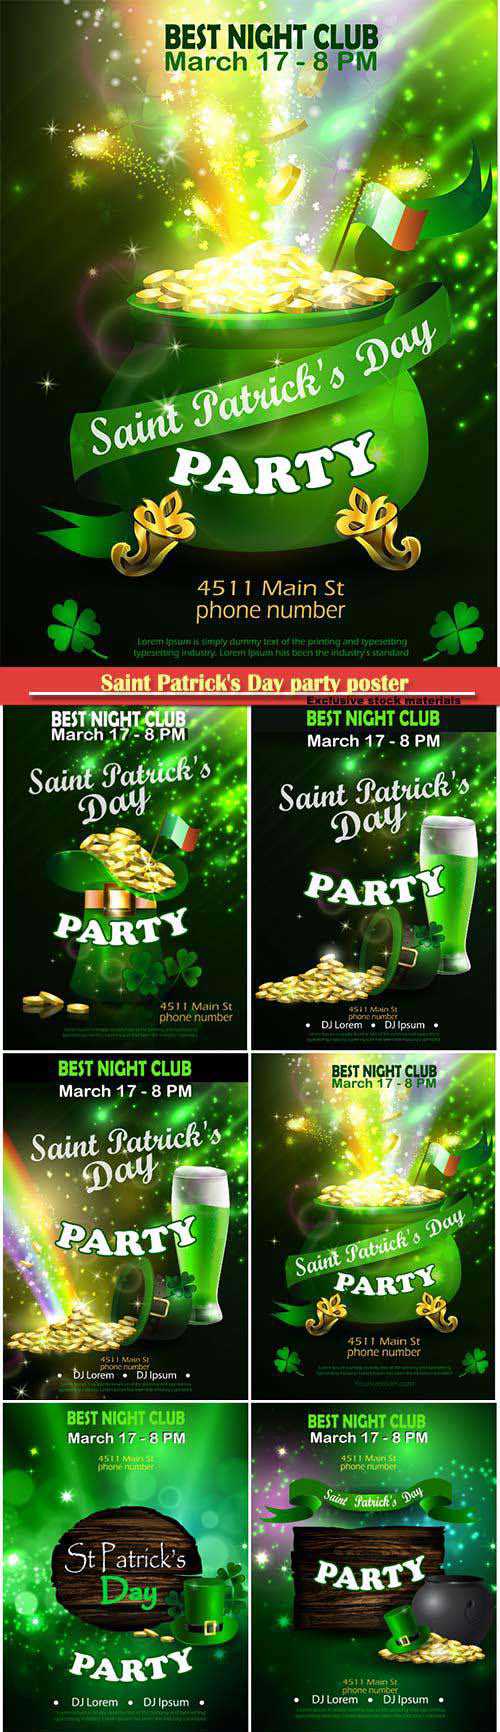 BEST NIGHT CLUB
March 17 - 8 PM
Saint Patrick's Day
PARTY
4511 Main St
phone number
Lorem Ipsum is simply dummy text of the printing and typesetting
typesetting industry. Lorem Ipsum has been the industry's standard
Saint Patrick's Day party poster
Exclusive stock materials
BEST NIGHT CLUB
March 17 - 8 PM
Saint Patrick's
Day
PARTY
4511 Main St
phone number
BEST NIGHT CLUB
March 17 - 8 PM
Saint Patrick's
Day
PARTY
4511 Main St
phone number
• DJ Lorem • DJ Ipsum •
BEST NIGHT CLUB
March 17 - 8 PM
Saint Patrick's
Day
PARTY
4511 Main St
phone number
• DJ Lorem • DJ Ipsum •
BEST NIGHT CLUB
March 17 - 8 PM
Saint Patrick's Day
PARTY
BEST NIGHT CLUB
March 17 - 8 PM
4511 Main St
phone number
St Patrick's
Day
PARTY
• DJ Lorem • DJ Ipsum •
BEST NIGHT CLUB
March 17 - 8 PM
4511 Main St
phone number
Saint Patrick's Day
PARTY
4511 Main St
phone number
• DJ Lorem • DJ Ipsum •